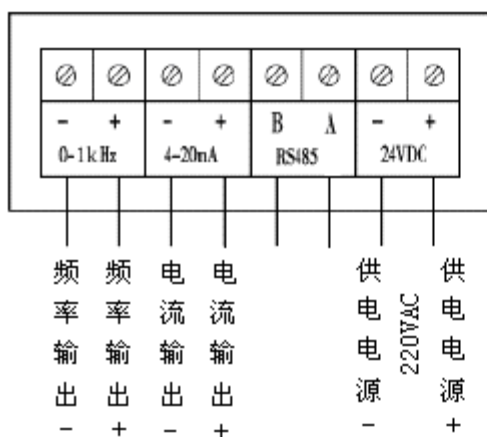 - + - + B A - +
0-1kHz 4-20mA RS485 24VDC
频率输出-
频率输出+
电流输出-
电流输出+
供电电源-
220VAC
供电电源+